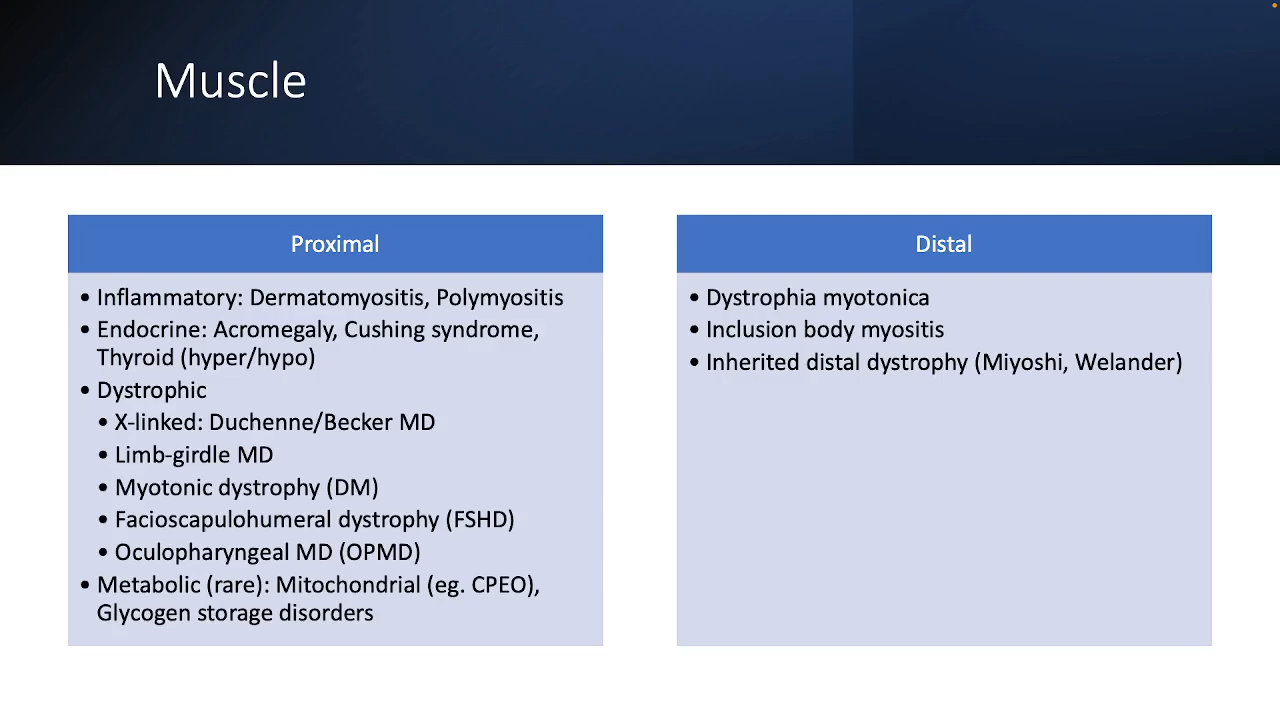 Muscle
Proximal
• Inflammatory: Dermatomyositis, Polymyositis
• Endocrine: Acromegaly, Cushing syndrome,
Thyroid (hyper/hypo)
• Dystrophic
• X-linked: Duchenne/Becker MD
• Limb-girdle MD
• Myotonic dystrophy (DM)
• Facioscapulohumeral dystrophy (FSHD)
• Oculopharyngeal MD (OPMD)
• Metabolic (rare): Mitochondrial (eg. CPEO),
Glycogen storage disorders
Distal
• Dystrophia myotonica
• Inclusion body myositis
• Inherited distal dystrophy (Miyoshi, Welander)